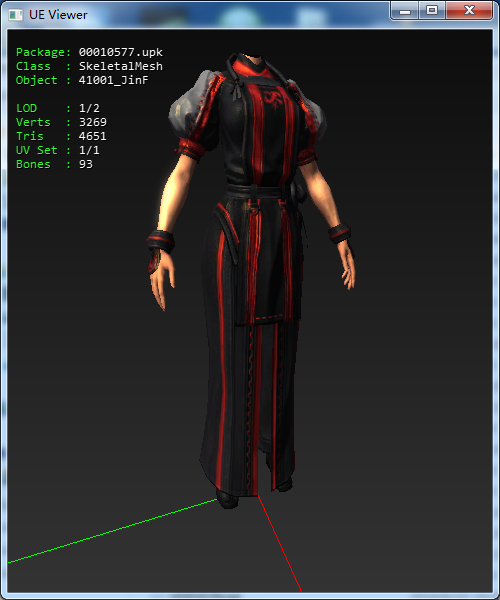 UE Viewer
Package: 00010577.upk
Class : SkeletalMesh
Object : 41001_JinF
LOD : 1/2
Verts : 3269
Tris : 4651
UV Set : 1/1
Bones : 93